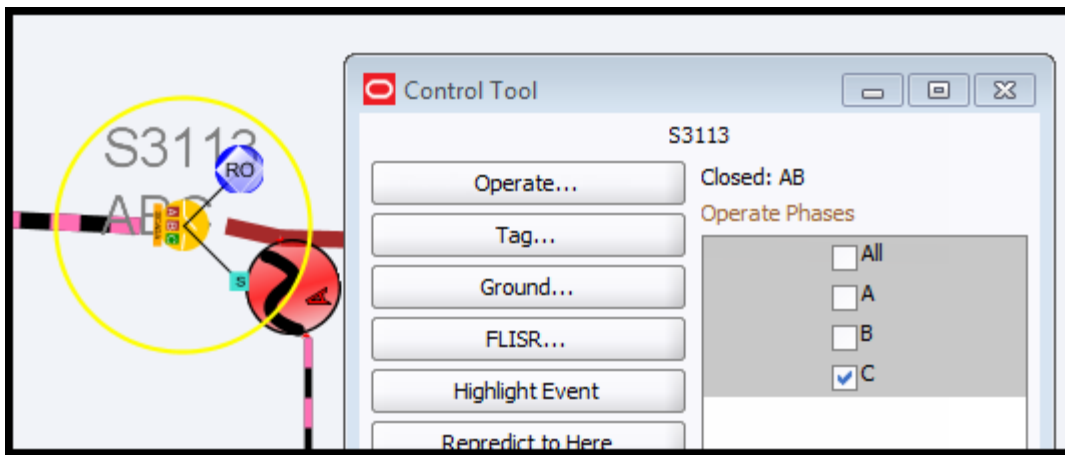 S3113
RO
ABC
A
B
C
S
A
Control Tool
S3113
Operate...
Tag...
Ground...
FLISR...
Highlight Event
Repredict to Here
Closed: AB
Operate Phases
All
A
B
C